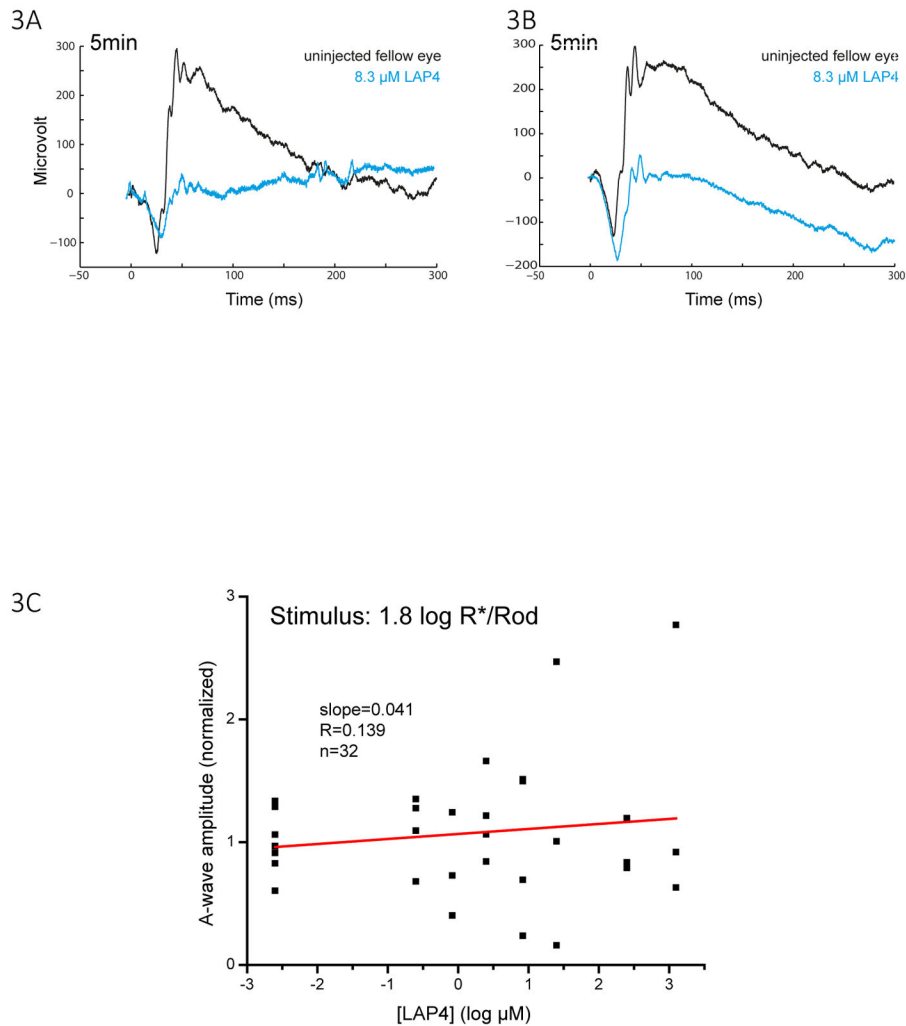 3A
5min
uninjected fellow eye
8.3 µM LAP4
300
200
100
0
−100
Microvolt
−50
0
100
200
300
Time (ms)
3B
5min
uninjected fellow eye
8.3 µM LAP4
300
200
100
0
−100
−200
−50
0
100
200
300
Time (ms)
3C
Stimulus: 1.8 log R*/Rod
slope=0.041
R=0.139
n=32
3
2
1
0
A-wave amplitude (normalized)
-3
-2
-1
0
1
2
3
[LAP4] (log µM)